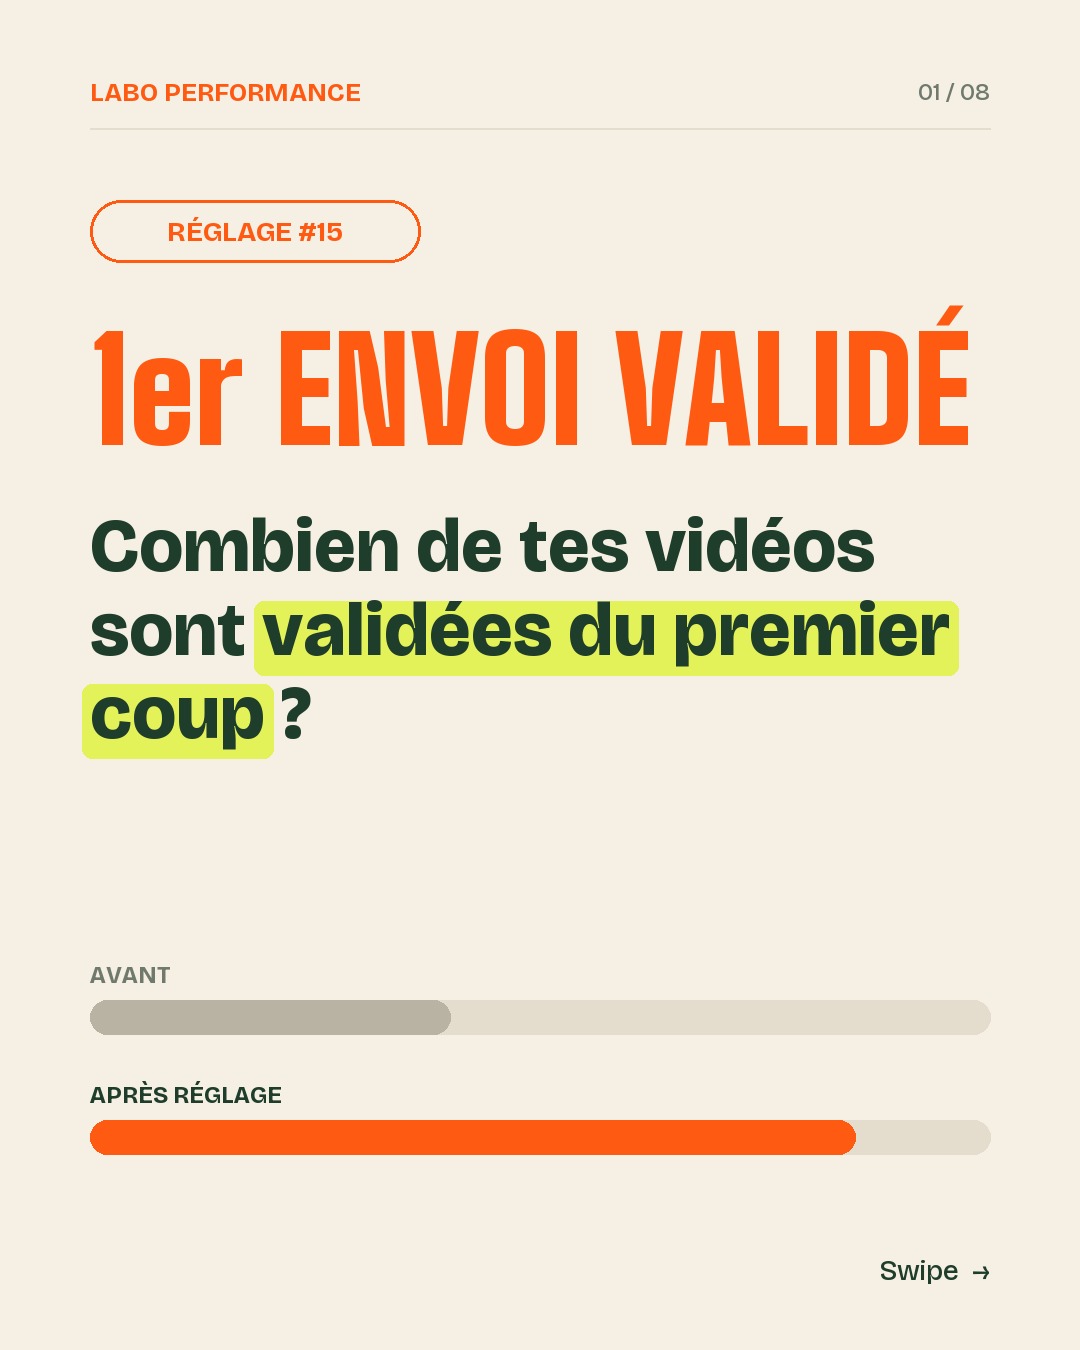 LABO PERFORMANCE
01 / 08
RÉGLAGE #15
1er ENVOI VALIDÉ
Combien de tes vidéos
sont validées du premier
coup ?
AVANT
APRÈS RÉGLAGE
Swipe →